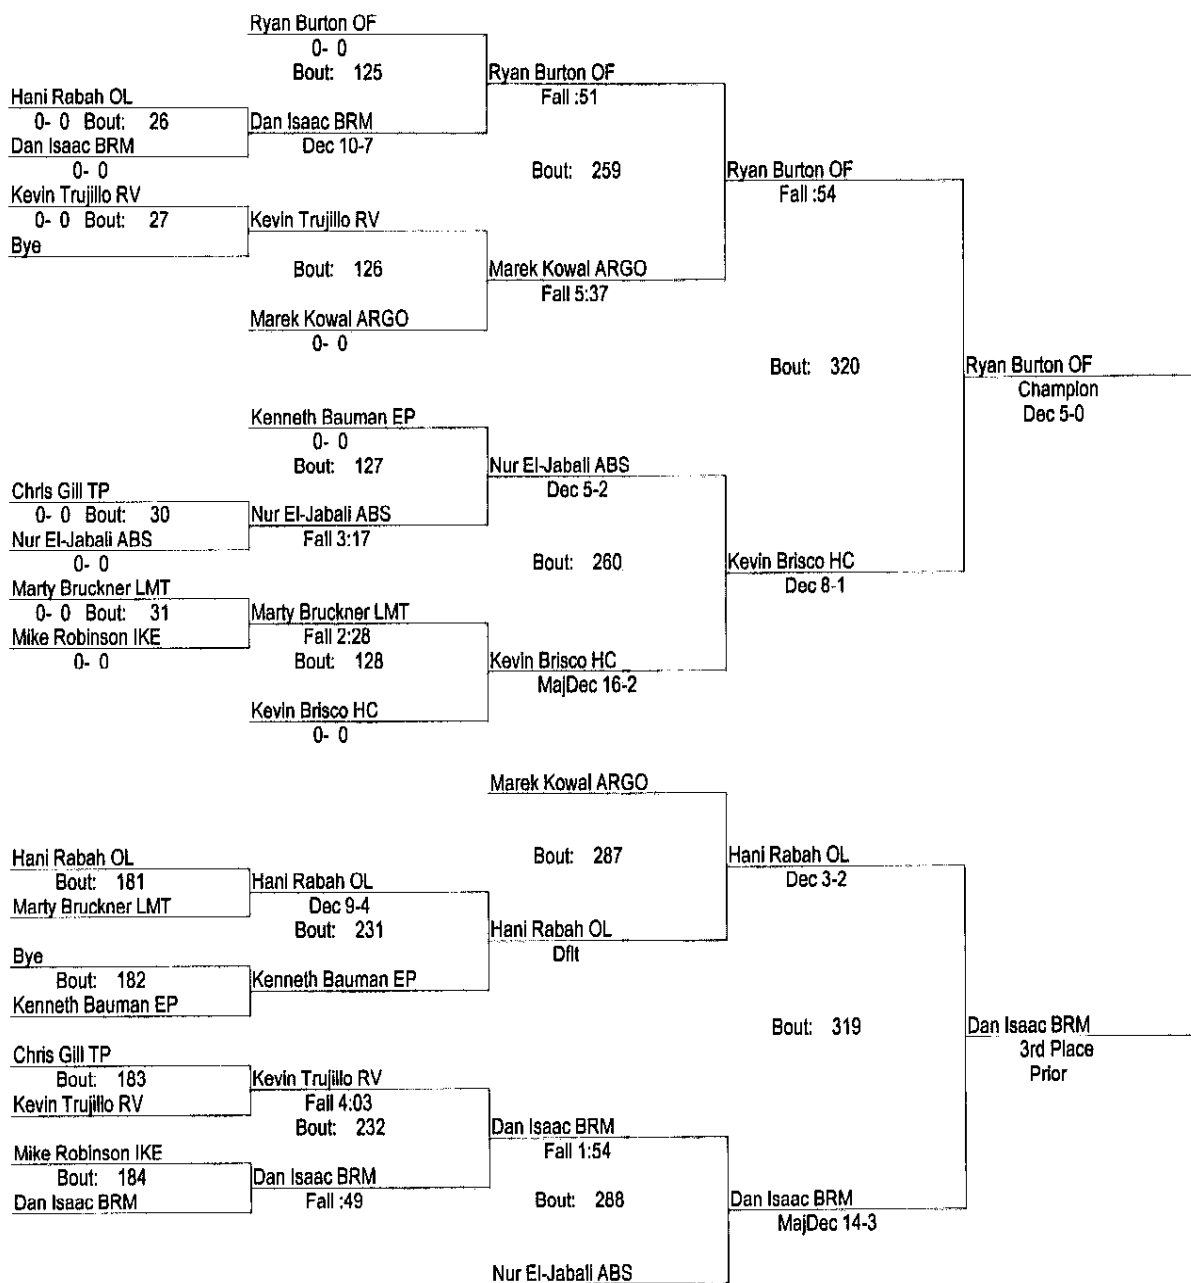 Ryan Burton OF
0- 0
Bout: 125
Ryan Burton OF
Fall :51
Hani Rabah OL
0- 0 Bout: 26
Dan Isaac BRM
Dan Isaac BRM
Dec 10-7
0- 0
Bout: 259
Ryan Burton OF
Fall :54
Kevin Trujillo RV
0- 0 Bout: 27
Kevin Trujillo RV
Bye
Bout: 126
Marek Kowal ARGO
Fall 5:37
Marek Kowal ARGO
0- 0
Bout: 320
Ryan Burton OF
Champion
Dec 5-0
Kenneth Bauman EP
0- 0
Bout: 127
Nur El-Jabali ABS
Dec 5-2
Chris Gill TP
0- 0 Bout: 30
Nur El-Jabali ABS
Nur El-Jabali ABS
Fall 3:17
0- 0
Bout: 260
Kevin Brisco HC
Dec 8-1
Marty Bruckner LMT
0- 0 Bout: 31
Marty Bruckner LMT
Mike Robinson IKE
Fall 2:28
0- 0
Bout: 128
Kevin Brisco HC
MajDec 16-2
Kevin Brisco HC
0- 0
Marek Kowal ARGO
Bout: 287
Hani Rabah OL
Dec 3-2
Hani Rabah OL
Bout: 181
Hani Rabah OL
Marty Bruckner LMT
Dec 9-4
Bout: 231
Hani Rabah OL
Dflt
Bye
Bout: 182
Kenneth Bauman EP
Kenneth Bauman EP
Bout: 319
Dan Isaac BRM
3rd Place
Prior
Chris Gill TP
Bout: 183
Kevin Trujillo RV
Kevin Trujillo RV
Fall 4:03
Bout: 232
Dan Isaac BRM
Fall 1:54
Mike Robinson IKE
Bout: 184
Dan Isaac BRM
Dan Isaac BRM
Fall :49
Bout: 288
Dan Isaac BRM
MajDec 14-3
Nur El-Jabali ABS